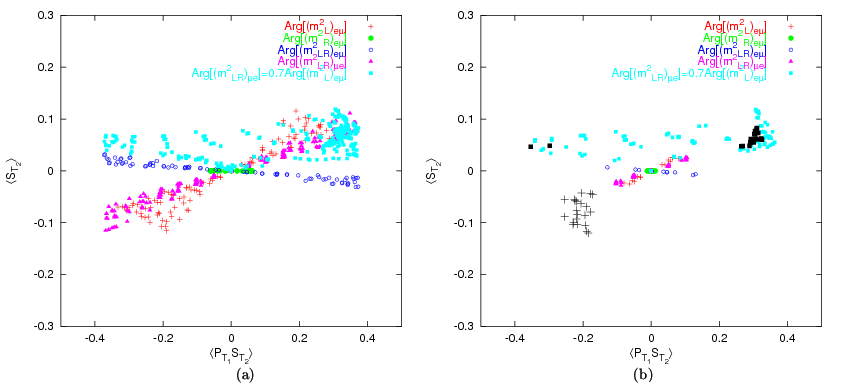 0.3
0.2
0.1
0
-0.1
-0.2
-0.3
-0.4
-0.2
0
0.2
0.4
⟨S_{T_2}⟩
⟨P_{T_1}S_{T_2}⟩
Arg[(m²_L)_{eμ}]
Arg[(m²_R)_{eμ}]
Arg[(m²_{LR})_{eμ}]
Arg[(m²_{LR})_{μe}]
Arg[(m²_{LR})_{μe}]=0.7Arg[(m²_L)_{eμ}]
(a)
0.3
0.2
0.1
0
-0.1
-0.2
-0.3
-0.4
-0.2
0
0.2
0.4
⟨S_{T_2}⟩
⟨P_{T_1}S_{T_2}⟩
Arg[(m²_L)_{eμ}]
Arg[(m²_R)_{eμ}]
Arg[(m²_{LR})_{eμ}]
Arg[(m²_{LR})_{μe}]
Arg[(m²_{LR})_{μe}]=0.7Arg[(m²_L)_{eμ}]
(b)